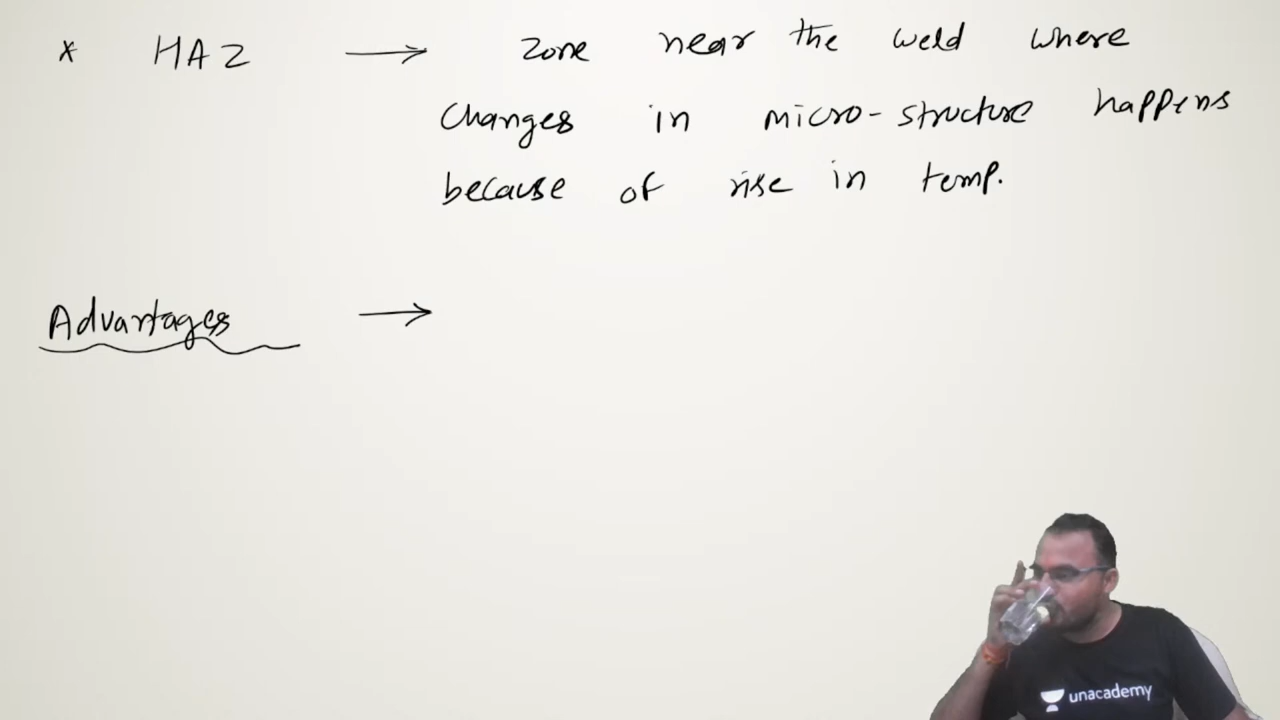 * HAZ → zone near the weld where
changes in micro-structure happens
because of rise in temp.
Advantages →
unacademy